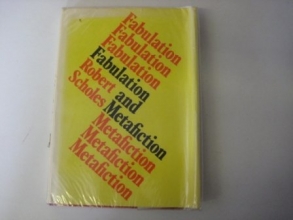 Fabulation
Fabulation
Fabulation
Fabulation
Robert and
Scholes Metafiction
Metafiction
Metafiction
Metafiction